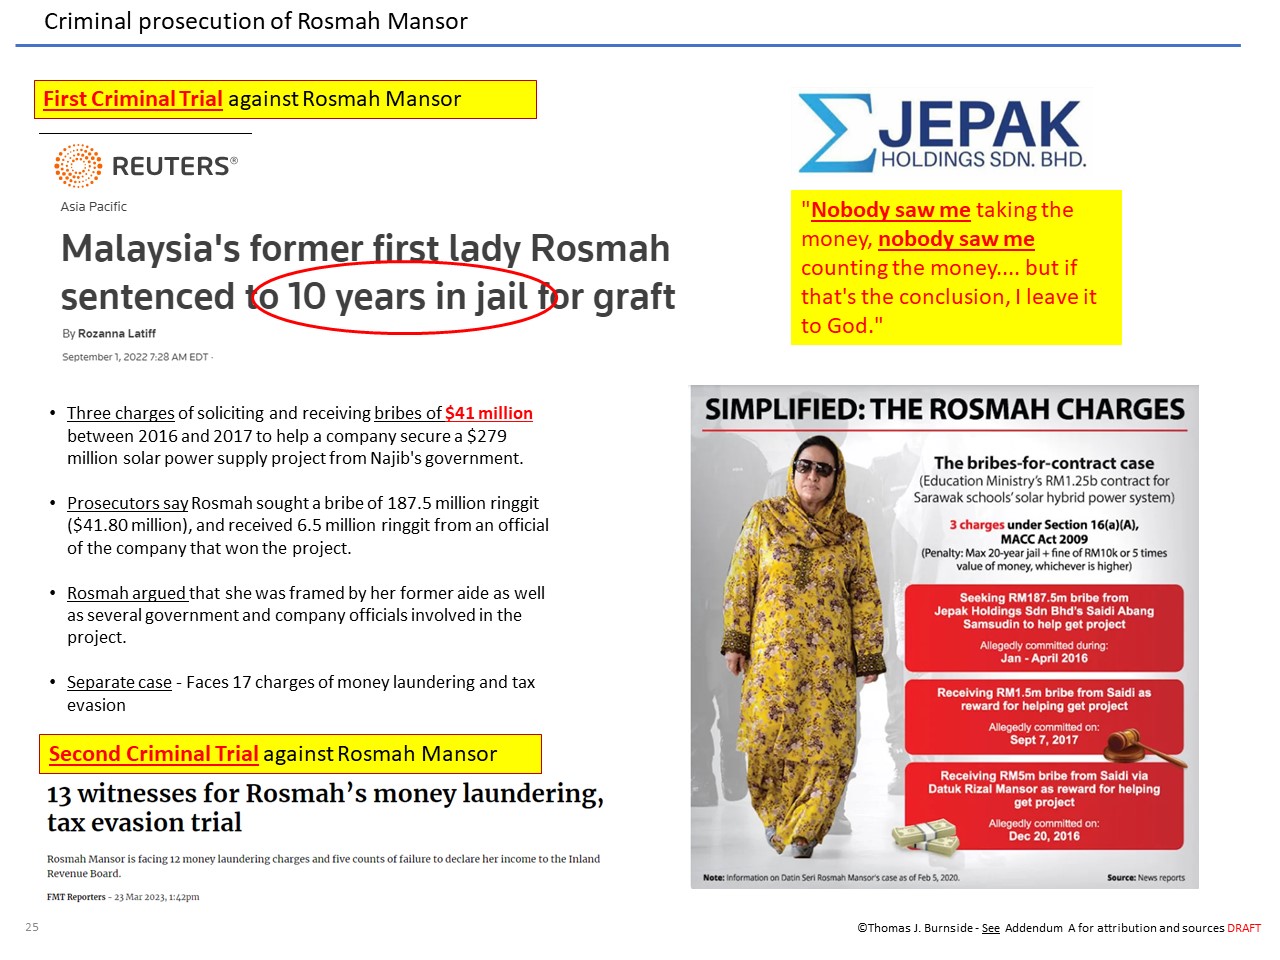 Criminal prosecution of Rosmah Mansor
First Criminal Trial against Rosmah Mansor
REUTERS®
Asia Pacific
Malaysia's former first lady Rosmah
sentenced to 10 years in jail for graft
By Rozanna Latiff
September 1, 2022 7:28 AM EDT ·
• Three charges of soliciting and receiving bribes of $41 million
between 2016 and 2017 to help a company secure a $279
million solar power supply project from Najib's government.
• Prosecutors say Rosmah sought a bribe of 187.5 million ringgit
($41.80 million), and received 6.5 million ringgit from an official
of the company that won the project.
• Rosmah argued that she was framed by her former aide as well
as several government and company officials involved in the
project.
• Separate case - Faces 17 charges of money laundering and tax
evasion
Second Criminal Trial against Rosmah Mansor
13 witnesses for Rosmah’s money laundering,
tax evasion trial
Rosmah Mansor is facing 12 money laundering charges and five counts of failure to declare her income to the Inland
Revenue Board.
FMT Reporters - 23 Mar 2023, 1:42pm
JEPAK
HOLDINGS SDN. BHD.
"Nobody saw me taking the
money, nobody saw me
counting the money.... but if
that's the conclusion, I leave it
to God."
SIMPLIFIED: THE ROSMAH CHARGES
The bribes-for-contract case
(Education Ministry’s RM1.25b contract for
Sarawak schools’ solar hybrid power system)
3 charges under Section 16(a)(A),
MACC Act 2009
(Penalty: Max 20-year jail + fine of RM10k or 5 times
value of money, whichever is higher)
Seeking RM187.5m bribe from
Jepak Holdings Sdn Bhd’s Saidi Abang
Samsudin to help get project
Allegedly committed during:
Jan - April 2016
Receiving RM1.5m bribe from Saidi as
reward for helping get project
Allegedly committed on:
Sept 7, 2017
Receiving RM5m bribe from Saidi via
Datuk Rizal Mansor as reward for helping
get project
Allegedly committed on:
Dec 20, 2016
Note: Information on Datin Seri Rosmah Mansor's case as of Feb 5, 2020.
Source: News reports
25
©Thomas J. Burnside - See Addendum A for attribution and sources DRAFT